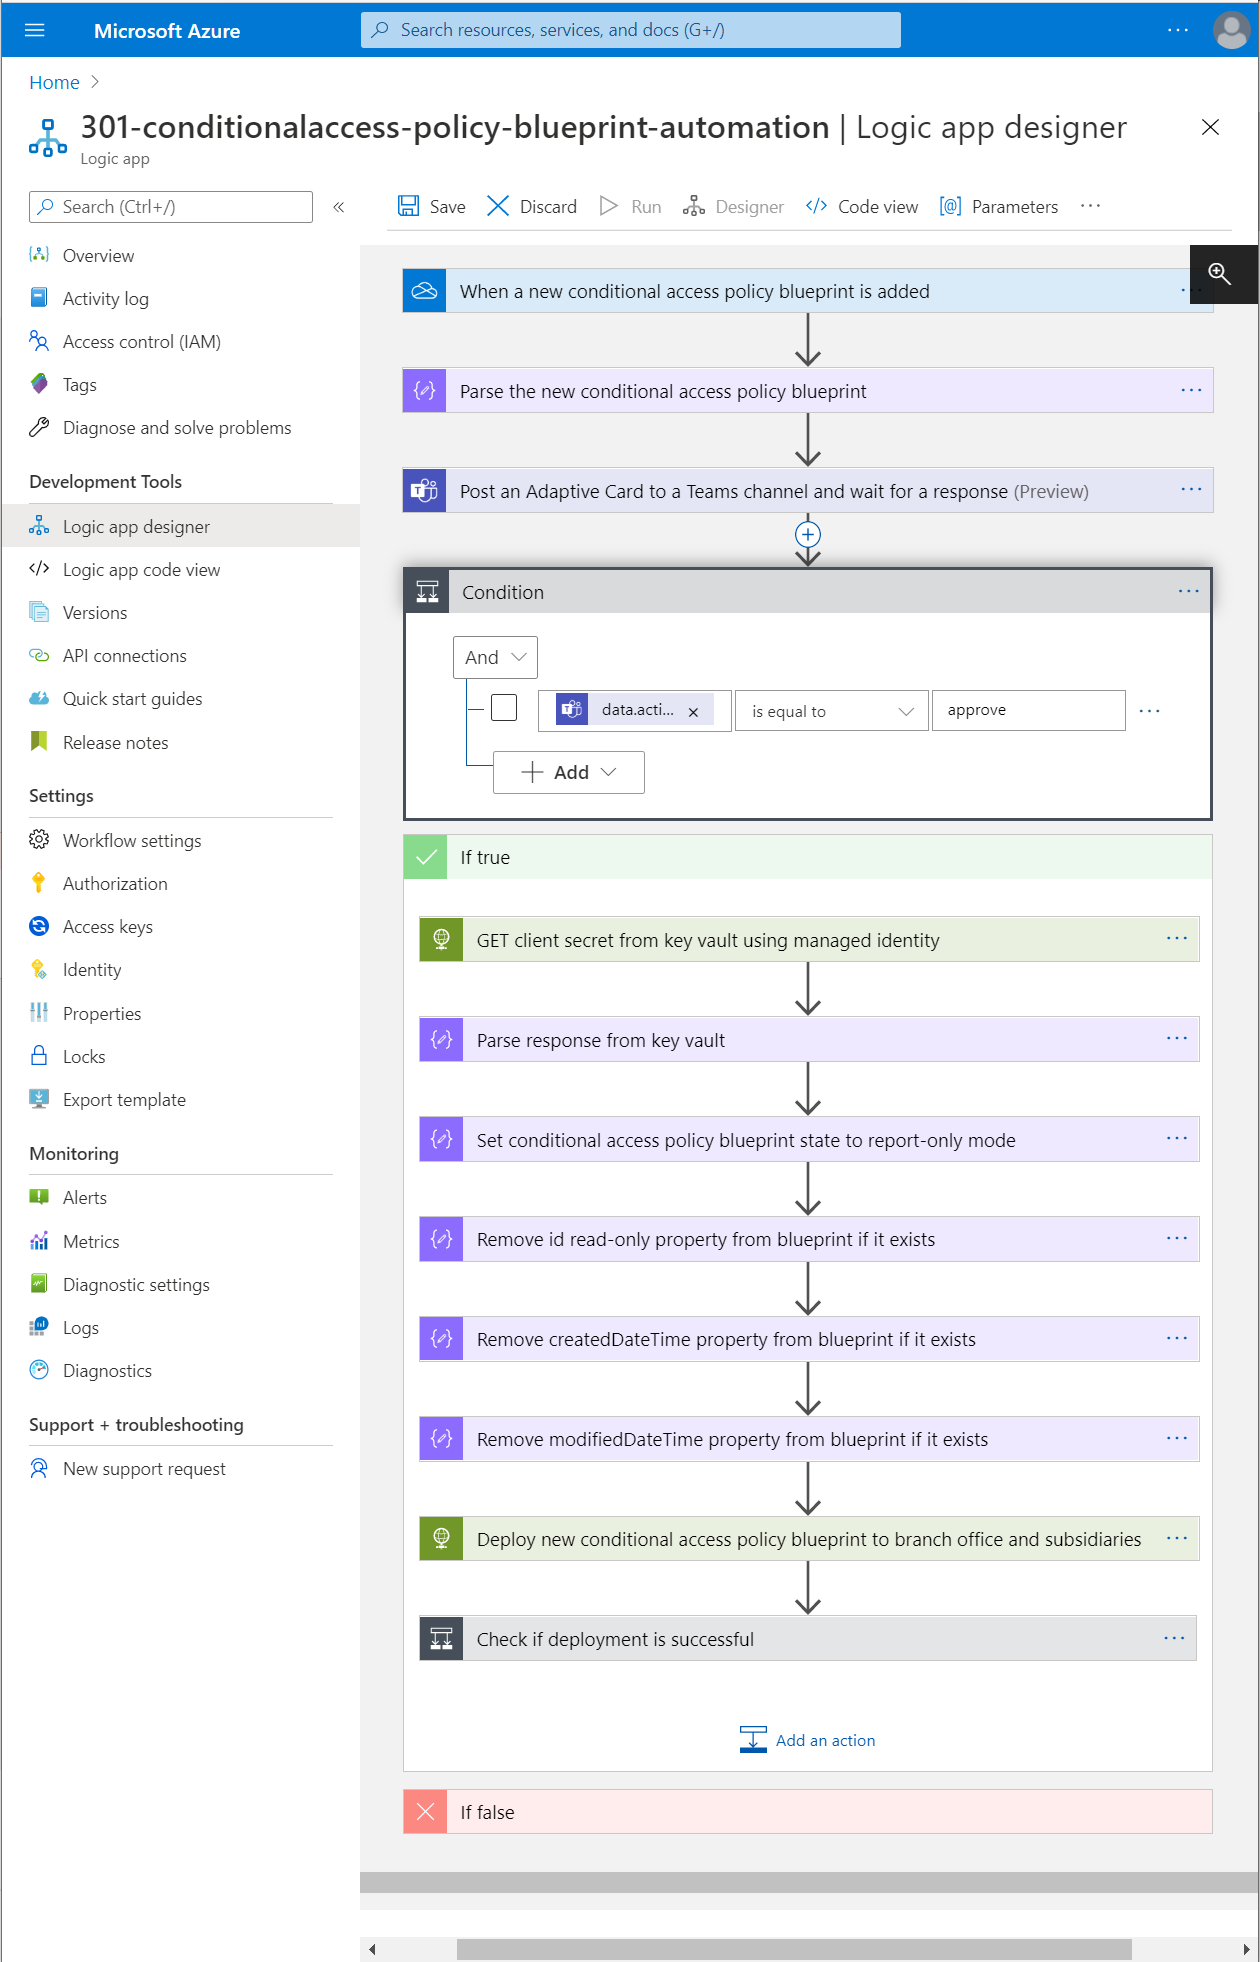 Microsoft Azure
Search resources, services, and docs (G+/)
Home
301-conditionalaccess-policy-blueprint-automation | Logic app designer
Logic app
Search (Ctrl+/)
Overview
Activity log
Access control (IAM)
Tags
Diagnose and solve problems
Development Tools
Logic app designer
Logic app code view
Versions
API connections
Quick start guides
Release notes
Settings
Workflow settings
Authorization
Access keys
Identity
Properties
Locks
Export template
Monitoring
Alerts
Metrics
Diagnostic settings
Logs
Diagnostics
Support + troubleshooting
New support request
Save Discard Run Designer Code view Parameters
When a new conditional access policy blueprint is added
Parse the new conditional access policy blueprint
Post an Adaptive Card to a Teams channel and wait for a response (Preview)
Condition
And
data.acti... is equal to approve
Add
If true
GET client secret from key vault using managed identity
Parse response from key vault
Set conditional access policy blueprint state to report-only mode
Remove id read-only property from blueprint if it exists
Remove createdDateTime property from blueprint if it exists
Remove modifiedDateTime property from blueprint if it exists
Deploy new conditional access policy blueprint to branch office and subsidiaries
Check if deployment is successful
Add an action
If false